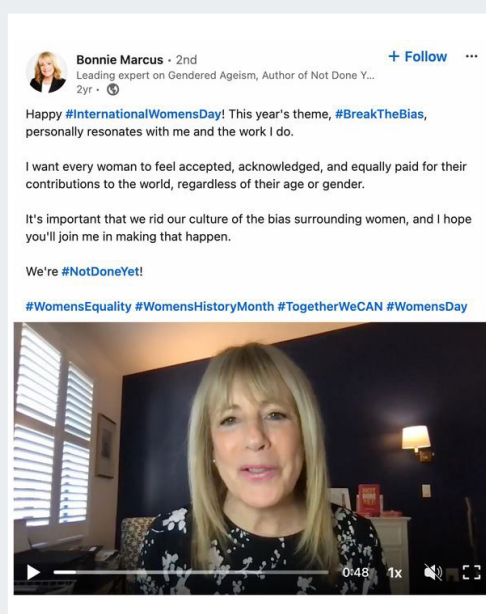 Bonnie Marcus • 2nd
+ Follow ...
Leading expert on Gendered Ageism, Author of Not Done Y...
2yr •
Happy #InternationalWomensDay! This year's theme, #BreakTheBias,
personally resonates with me and the work I do.
I want every woman to feel accepted, acknowledged, and equally paid for their
contributions to the world, regardless of their age or gender.
It's important that we rid our culture of the bias surrounding women, and I hope
you'll join me in making that happen.
We're #NotDoneYet!
#WomensEquality #WomensHistoryMonth #TogetherWeCAN #WomensDay
0:48 1x